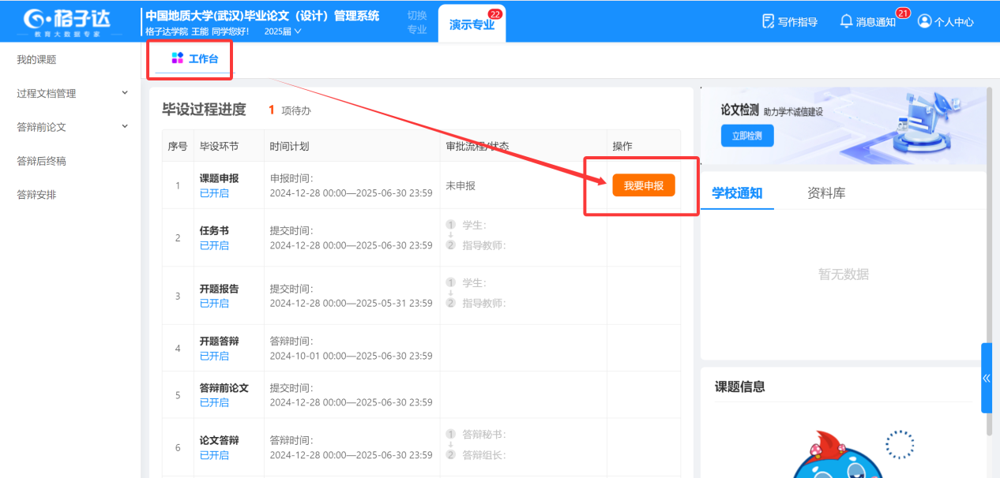 格子达
教育大数据专家
中国地质大学(武汉)毕业论文（设计）管理系统
格子达学院 王能 同学您好! 2025届
切换
专业
演示专业
22
写作指导
消息通知
21
个人中心
我的课题
过程文档管理
答辩前论文
答辩后终稿
答辩安排
工作台
毕设过程进度 1 项待办
序号 毕设环节 时间计划 审批流程/状态 操作
1
课题申报
已开启
申报时间:
2024-12-28 00:00—2025-06-30 23:59
未申报
我要申报
2
任务书
已开启
提交时间:
2024-12-28 00:00—2025-06-30 23:59
1 学生:
2 指导教师:
3
开题报告
已开启
提交时间:
2024-12-28 00:00—2025-05-31 23:59
1 学生:
2 指导教师:
4
开题答辩
已开启
答辩时间:
2024-10-01 00:00—2025-06-30 23:59
5
答辩前论文
已开启
提交时间:
2024-12-28 00:00—2025-06-30 23:59
6
论文答辩
已开启
答辩时间:
2024-12-28 00:00—2025-06-30 23:59
1 答辩秘书:
2 答辩组长:
论文检测 助力学术诚信建设
立即检测
学校通知 资料库
暂无数据
课题信息